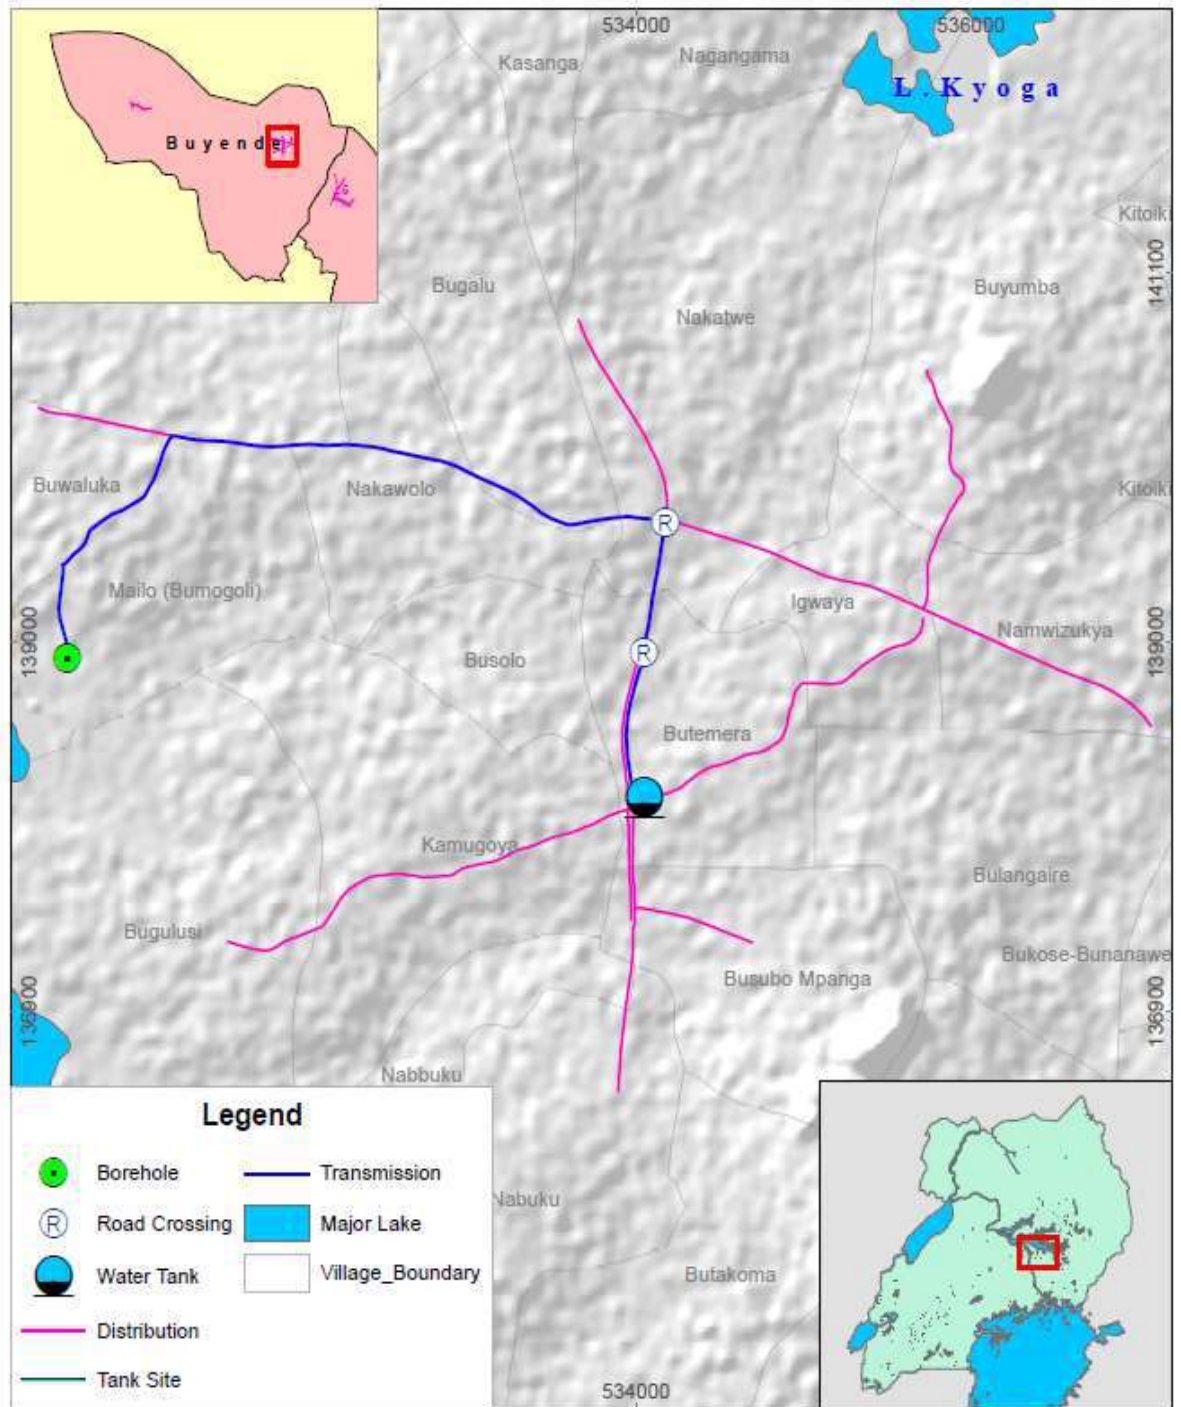 534000
536000
Kasanga
Nagangama
L. Kyoga
Buyende
Kitoiki
141100
Bugalu
Buyumba
Nakatwe
Buwaluka
Nakawolo
Kitoiki
R
Mailo (Bumogoli)
Igwaya
139000
Namwizukya
139000
R
Busolo
Butemera
Kamugoya
Bulangaire
Bugulusi
Bukose-Bunanawe
Busubo Mpanga
136900
136900
Nabbuku
Legend
Borehole
Transmission
R Road Crossing
Major Lake
Water Tank
Village_Boundary
Distribution
Tank Site
Nabuku
Butakoma
534000